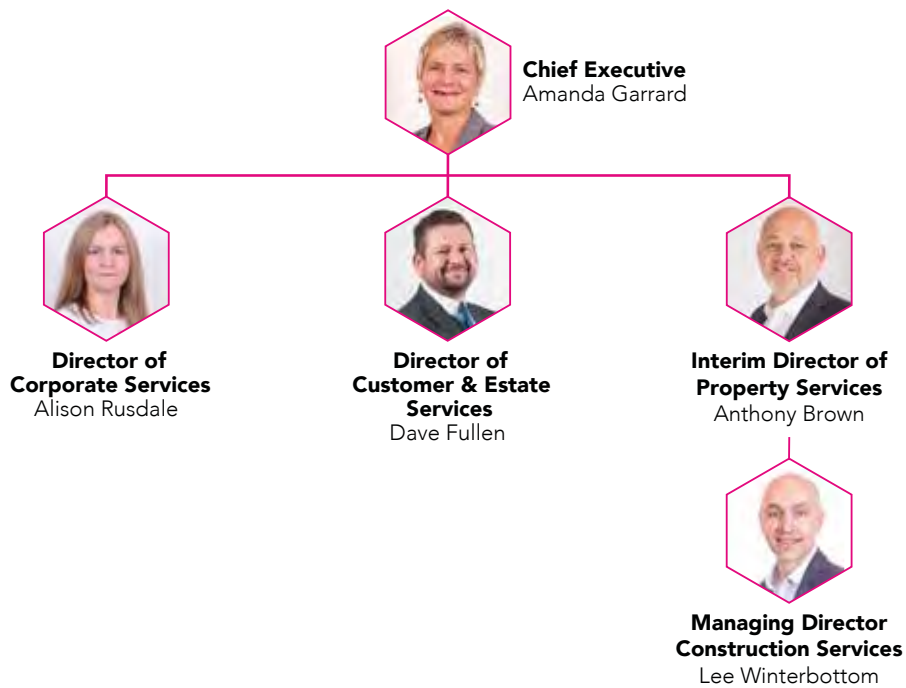 Chief Executive
Amanda Garrard
Director of
Corporate Services
Alison Rusdale
Director of
Customer & Estate
Services
Dave Fullen
Interim Director of
Property Services
Anthony Brown
Managing Director
Construction Services
Lee Winterbottom